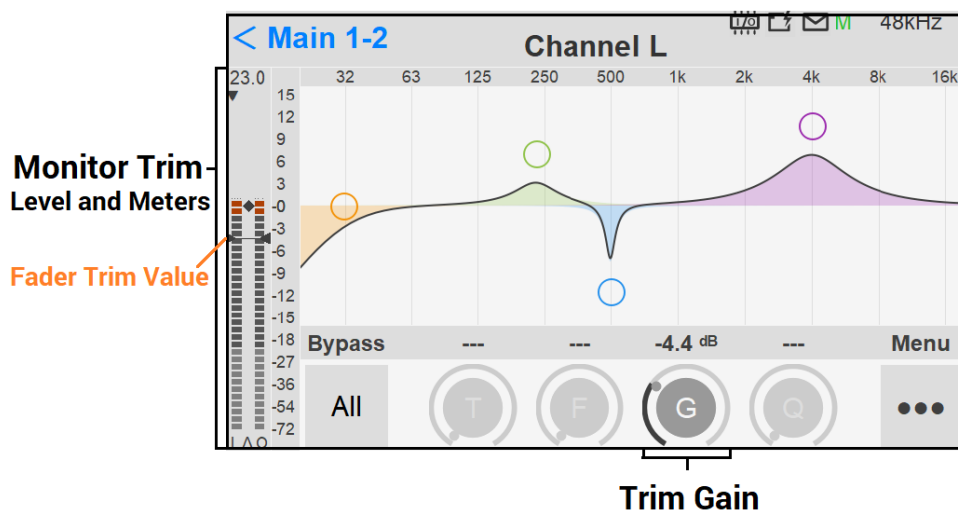 < Main 1-2
Channel L
I/O
M
48kHz
23.0
32 63 125 250 500 1k 2k 4k 8k 16k
15
12
9
6
3
-0
-3
-6
-9
-12
-15
-18
-27
-36
-54
-72
Monitor Trim
Level and Meters
Fader Trim Value
Bypass --- --- -4.4 dB --- Menu
All T F G Q •••
Trim Gain